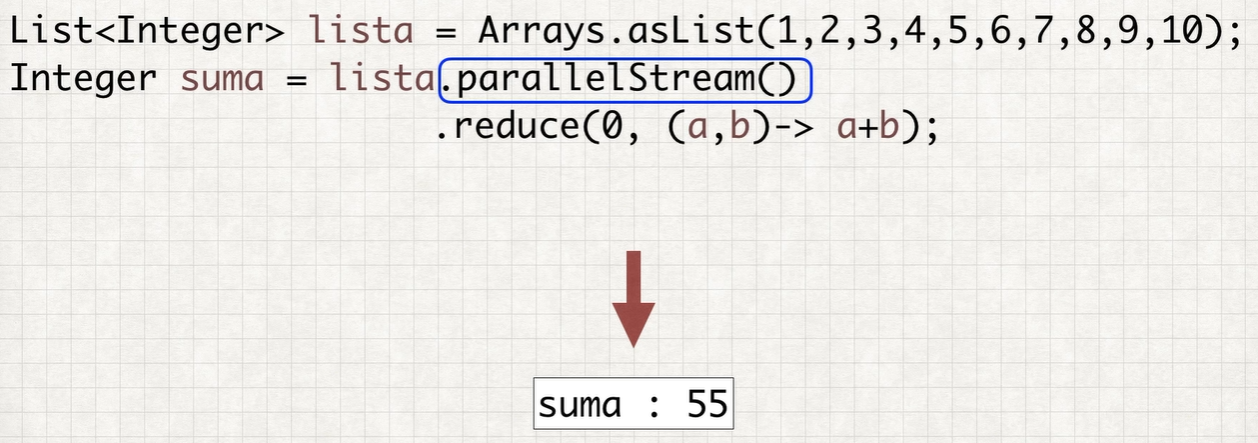 List<Integer> lista = Arrays.asList(1,2,3,4,5,6,7,8,9,10);
Integer suma = lista.parallelStream()
.reduce(0, (a,b)-> a+b);
suma : 55